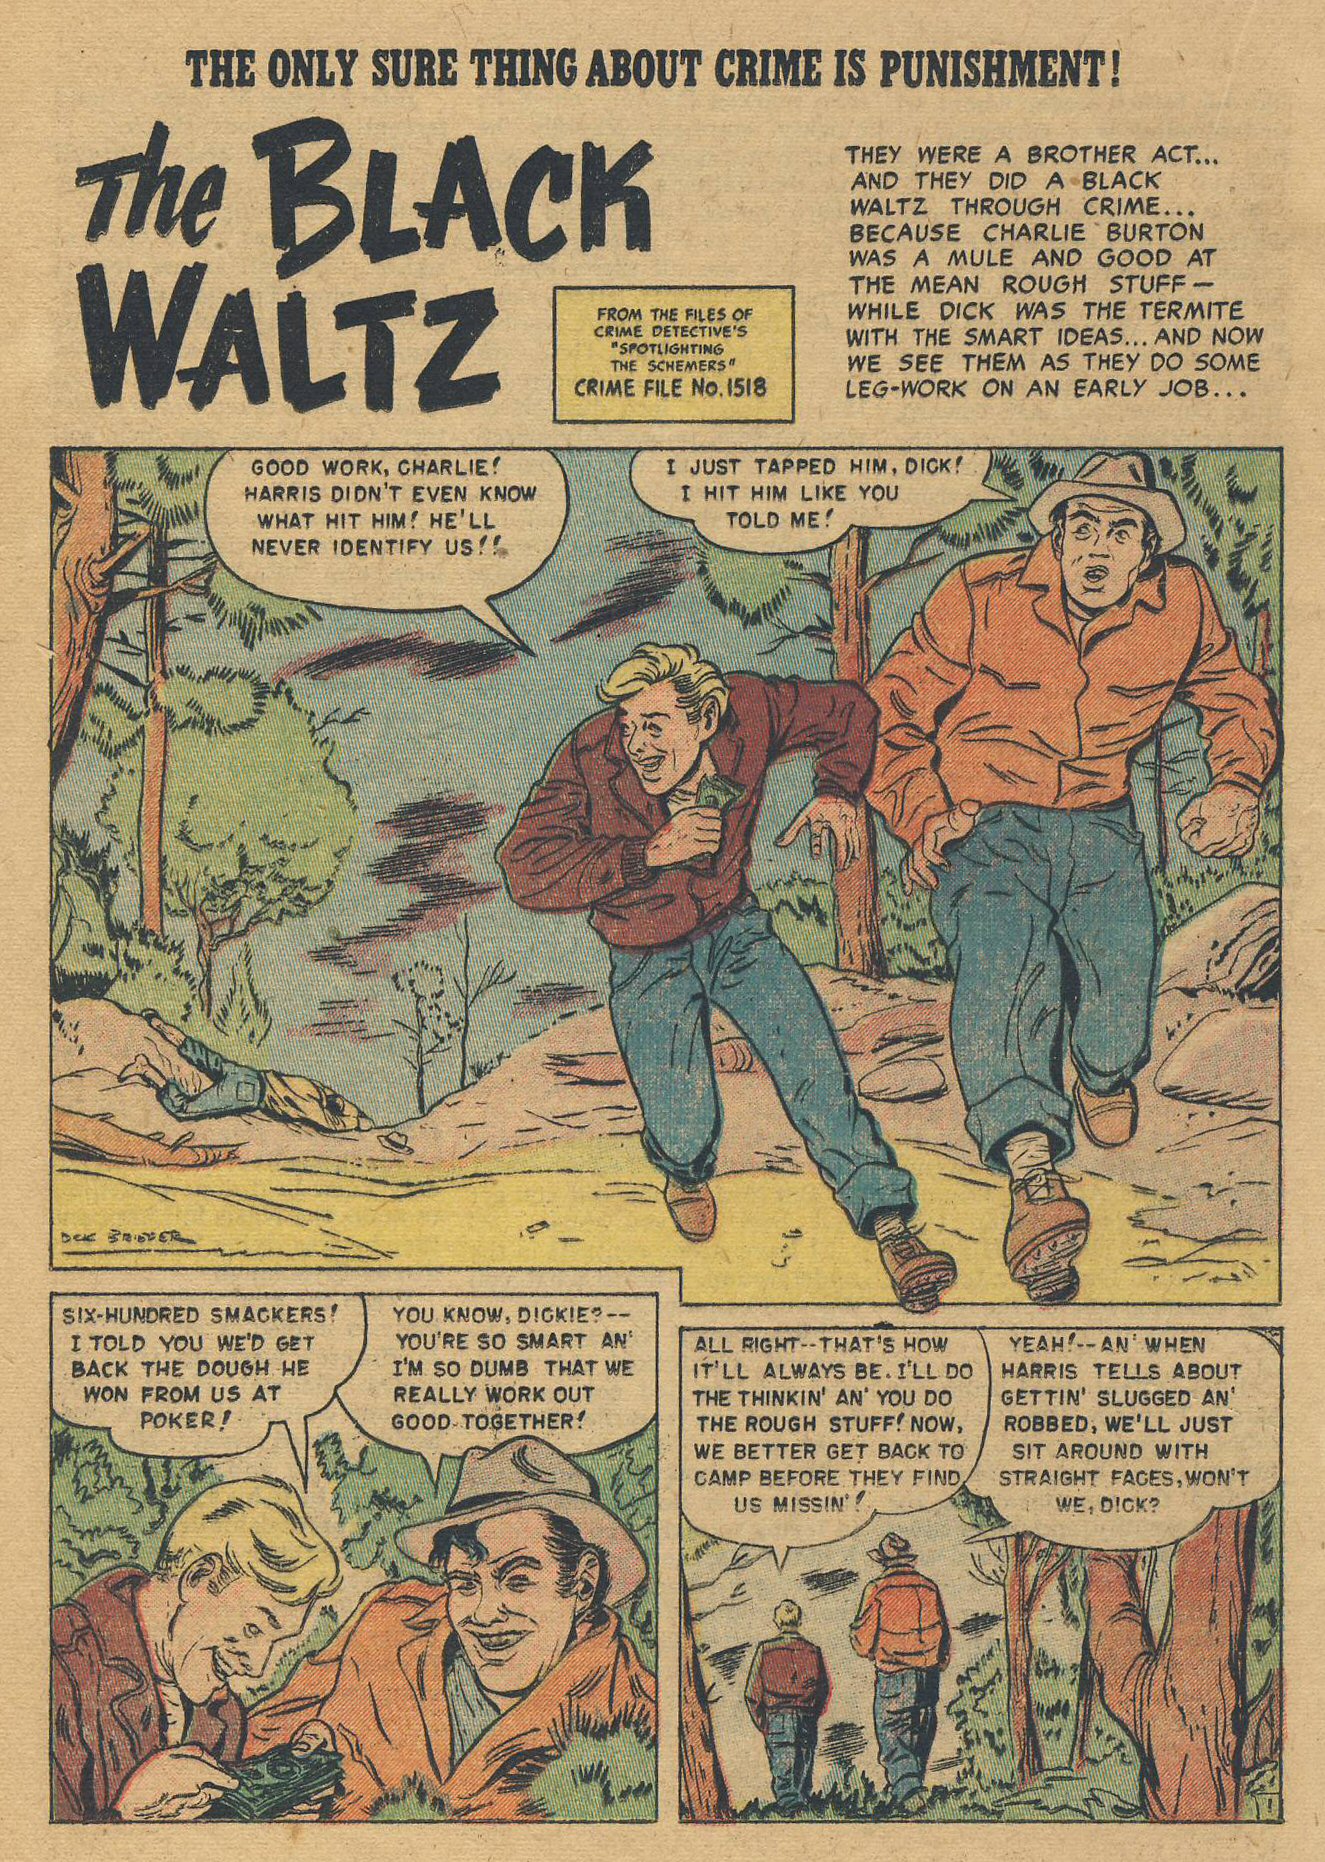 THE ONLY SURE THING ABOUT CRIME IS PUNISHMENT!
The BLACK
WALTZ
FROM THE FILES OF
CRIME DETECTIVE'S
"SPOTLIGHTING
THE SCHEMERS"
CRIME FILE NO. 1518
THEY WERE A BROTHER ACT...
AND THEY DID A BLACK
WALTZ THROUGH CRIME...
BECAUSE CHARLIE BURTON
WAS A MULE AND GOOD AT
THE MEAN ROUGH STUFF—
WHILE DICK WAS THE TERMITE
WITH THE SMART IDEAS... AND NOW
WE SEE THEM AS THEY DO SOME
LEG-WORK ON AN EARLY JOB...
GOOD WORK, CHARLIE!
HARRIS DIDN'T EVEN KNOW
WHAT HIT HIM! HE'LL
NEVER IDENTIFY US!!
I JUST TAPPED HIM, DICK!
I HIT HIM LIKE YOU
TOLD ME!
DICK BRIEFER
SIX-HUNDRED SMACKERS!
I TOLD YOU WE'D GET
BACK THE DOUGH HE
WON FROM US AT
POKER!
YOU KNOW, DICKIE?--
YOU'RE SO SMART AN'
I'M SO DUMB THAT WE
REALLY WORK OUT
GOOD TOGETHER!
ALL RIGHT--THAT'S HOW
IT'LL ALWAYS BE. I'LL DO
THE THINKIN' AN' YOU DO
THE ROUGH STUFF! NOW,
WE BETTER GET BACK TO
CAMP BEFORE THEY FIND
US MISSIN'!
YEAH!--AN' WHEN
HARRIS TELLS ABOUT
GETTIN' SLUGGED AN'
ROBBED, WE'LL JUST
SIT AROUND WITH
STRAIGHT FACES, WON'T
WE, DICK?